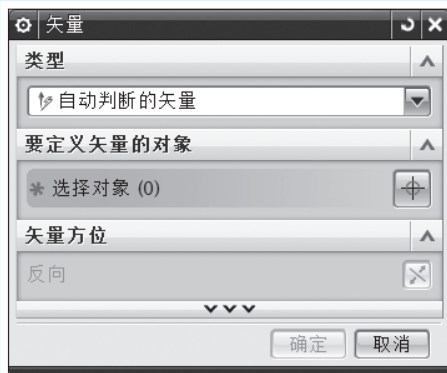 矢量
类型
自动判断的矢量
要定义矢量的对象
* 选择对象 (0)
矢量方位
反向
确定 取消